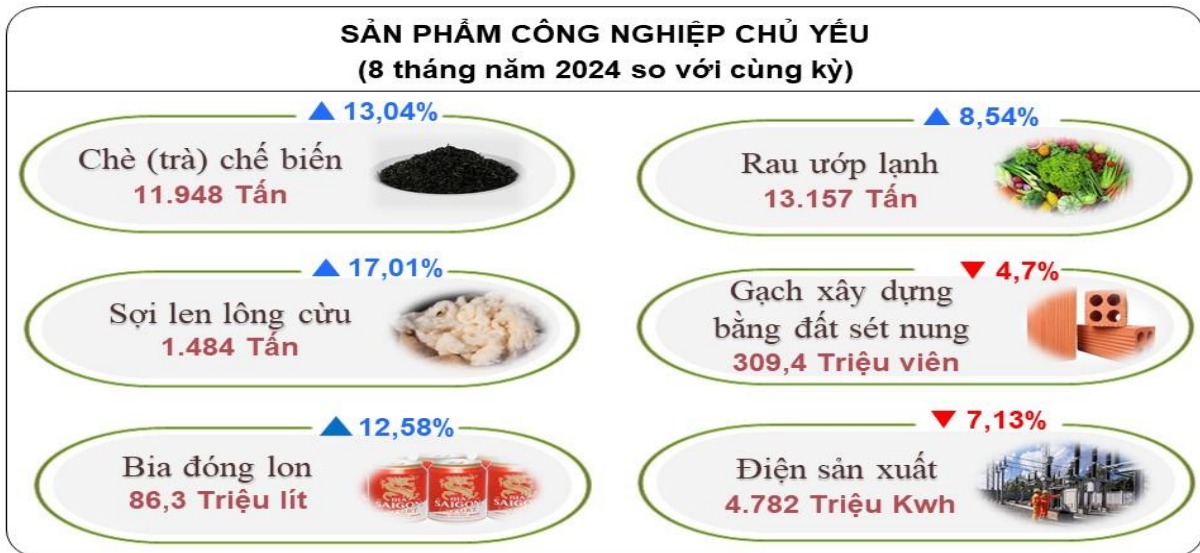 SẢN PHẨM CÔNG NGHIỆP CHỦ YẾU
(8 tháng năm 2024 so với cùng kỳ)
▲ 13,04%
Chè (trà) chế biến
11.948 Tấn
▲ 8,54%
Rau ướp lạnh
13.157 Tấn
▲ 17,01%
Sợi len lông cừu
1.484 Tấn
▼ 4,7%
Gạch xây dựng
bằng đất sét nung
309,4 Triệu viên
▲ 12,58%
Bia đóng lon
86,3 Triệu lít
BIA
SAIGON
▼ 7,13%
Điện sản xuất
4.782 Triệu Kwh